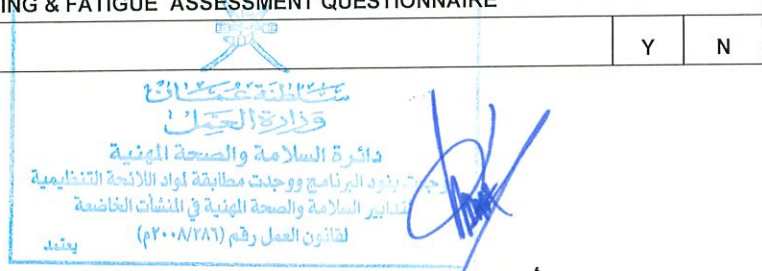 ING & FATIGUE ASSESSMENT QUESTIONNAIRE
Y N
سلطنة عمان
وزارة العمل
دائرة السلامة والصحة المهنية
بنود البرنامج ووجدت مطابقة لمواد اللائحة التنظيمية
لتدابير السلامة والصحة المهنية في المنشآت الخاضعة
لقانون العمل رقم (٢٠٠٨/٢٨٦م)
يعتمد